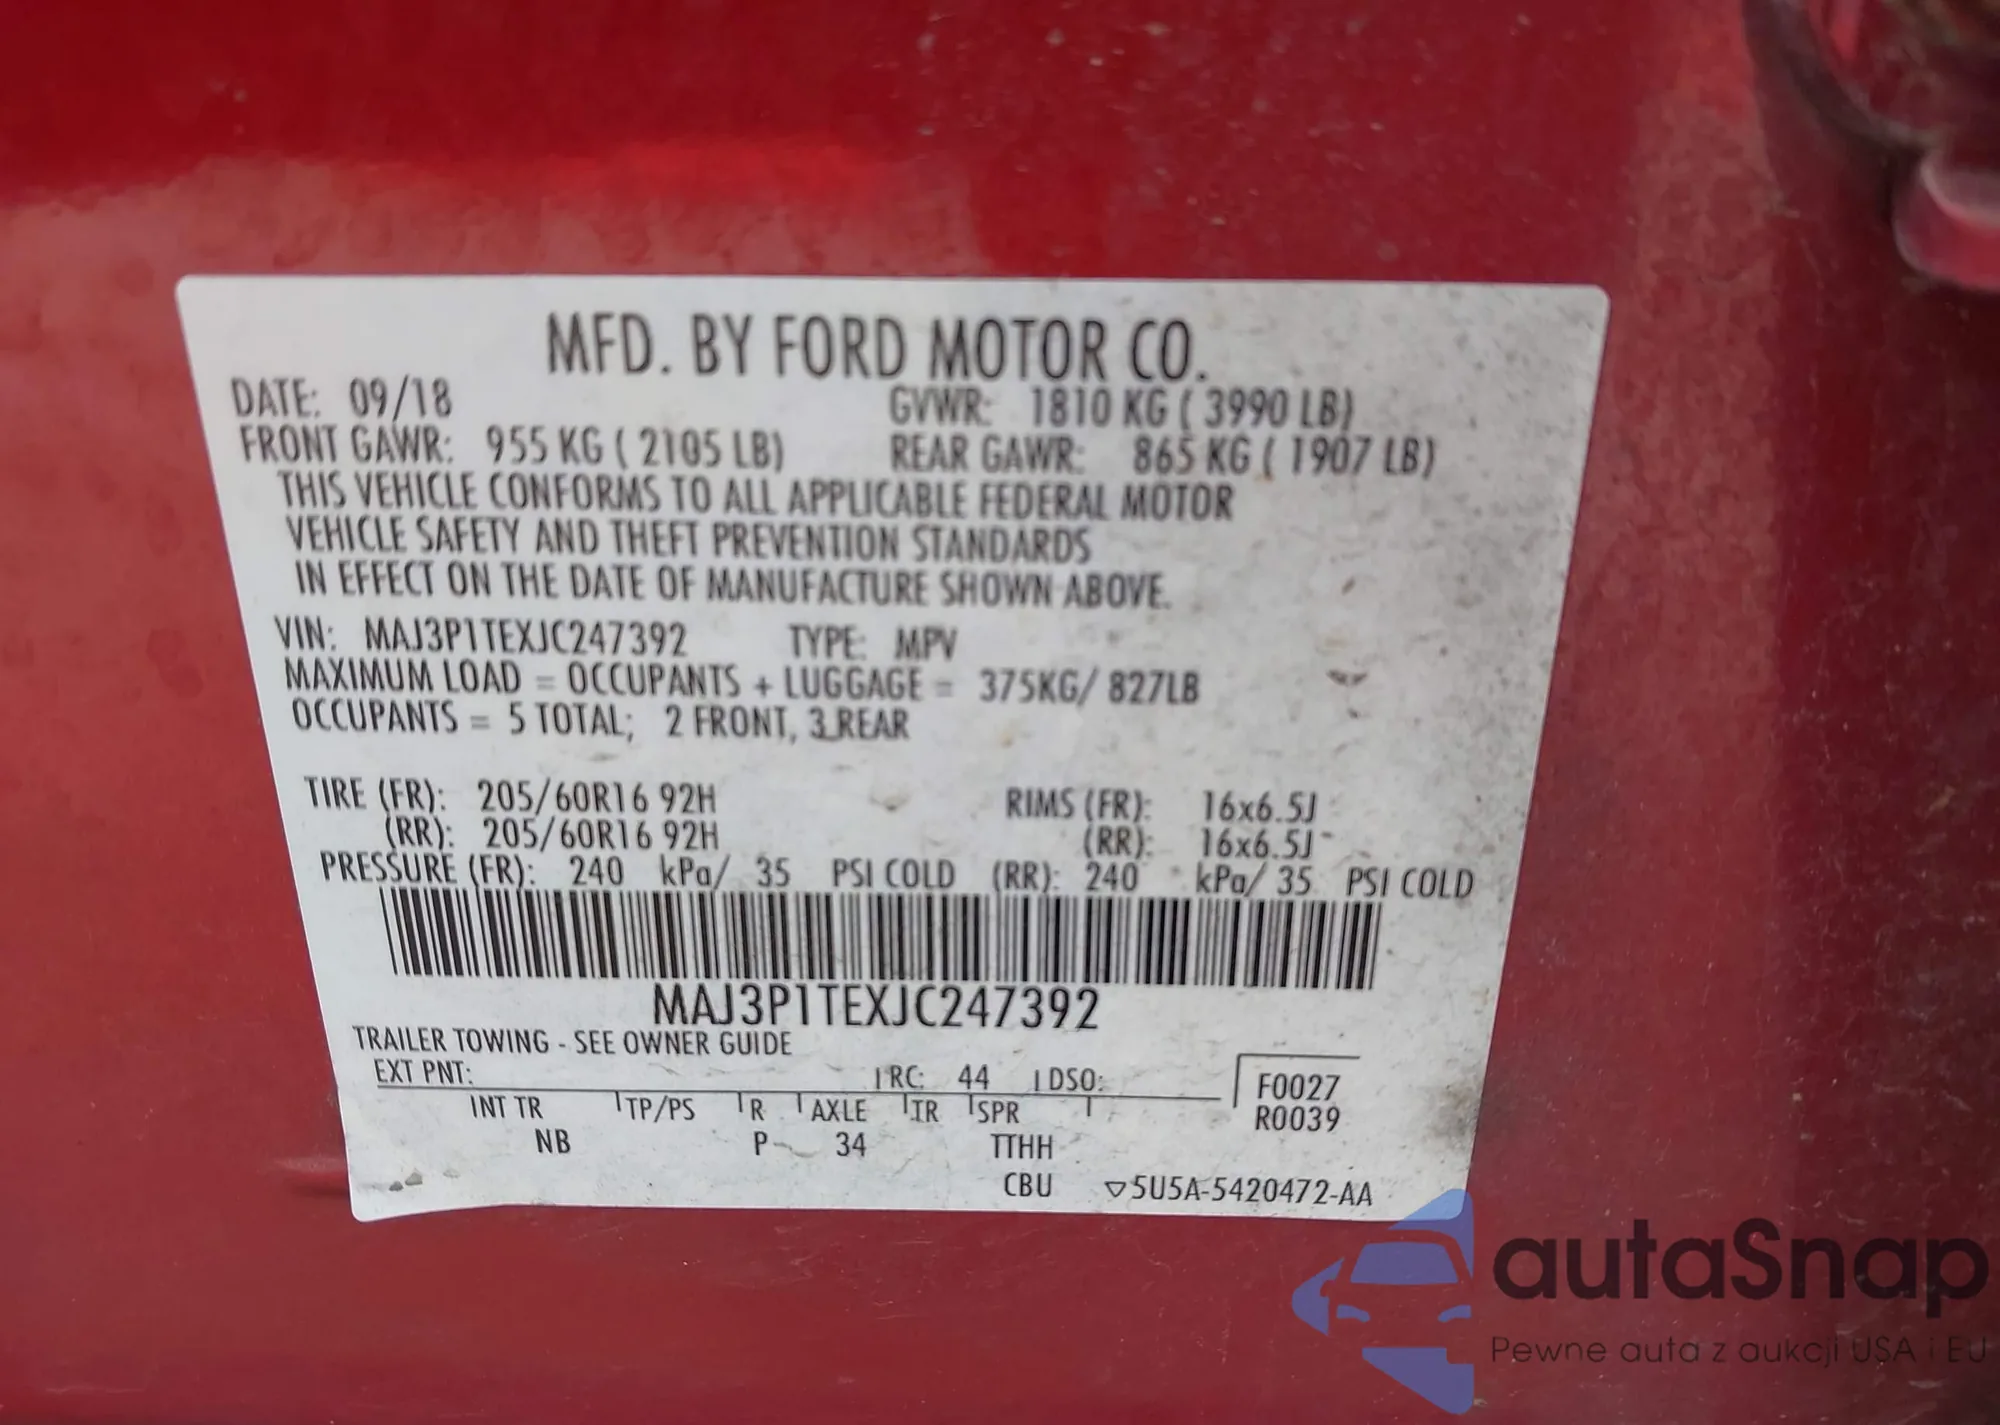 MFD. BY FORD MOTOR CO.
DATE: 09/18 GVWR: 1810 KG ( 3990 LB)
FRONT GAWR: 955 KG ( 2105 LB) REAR GAWR: 865 KG ( 1907 LB)
THIS VEHICLE CONFORMS TO ALL APPLICABLE FEDERAL MOTOR
VEHICLE SAFETY AND THEFT PREVENTION STANDARDS
IN EFFECT ON THE DATE OF MANUFACTURE SHOWN ABOVE.
VIN: MAJ3P1TEXJC247392 TYPE: MPV
MAXIMUM LOAD = OCCUPANTS + LUGGAGE = 375KG/ 827LB
OCCUPANTS = 5 TOTAL; 2 FRONT, 3 REAR
TIRE (FR): 205/60R16 92H RIMS (FR): 16x6.5J
(RR): 205/60R16 92H (RR): 16x6.5J
PRESSURE (FR): 240 kPa/ 35 PSI COLD (RR): 240 kPa/ 35 PSI COLD
MAJ3P1TEXJC247392
TRAILER TOWING - SEE OWNER GUIDE
EXT PNT: RC: 44 DSO: F0027
INT TR TP/PS R AXLE TR SPR R0039
NB P 34 TTHH
CBU ▽5U5A-5420472-AA
autaSnap
Pewne auta z aukcji USA i EU